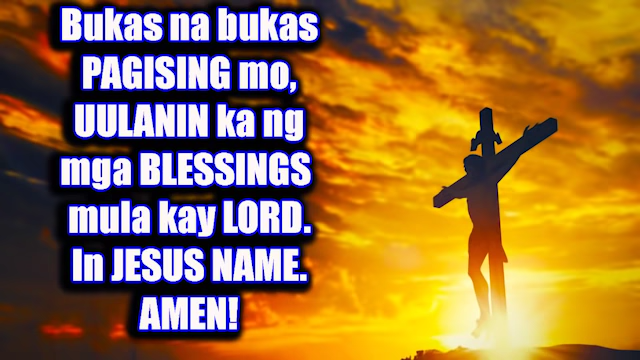 Bukas na bukas
PAGISING mo,
UULANIN ka ng
mga BLESSINGS
mula kay LORD.
In JESUS NAME.
AMEN!